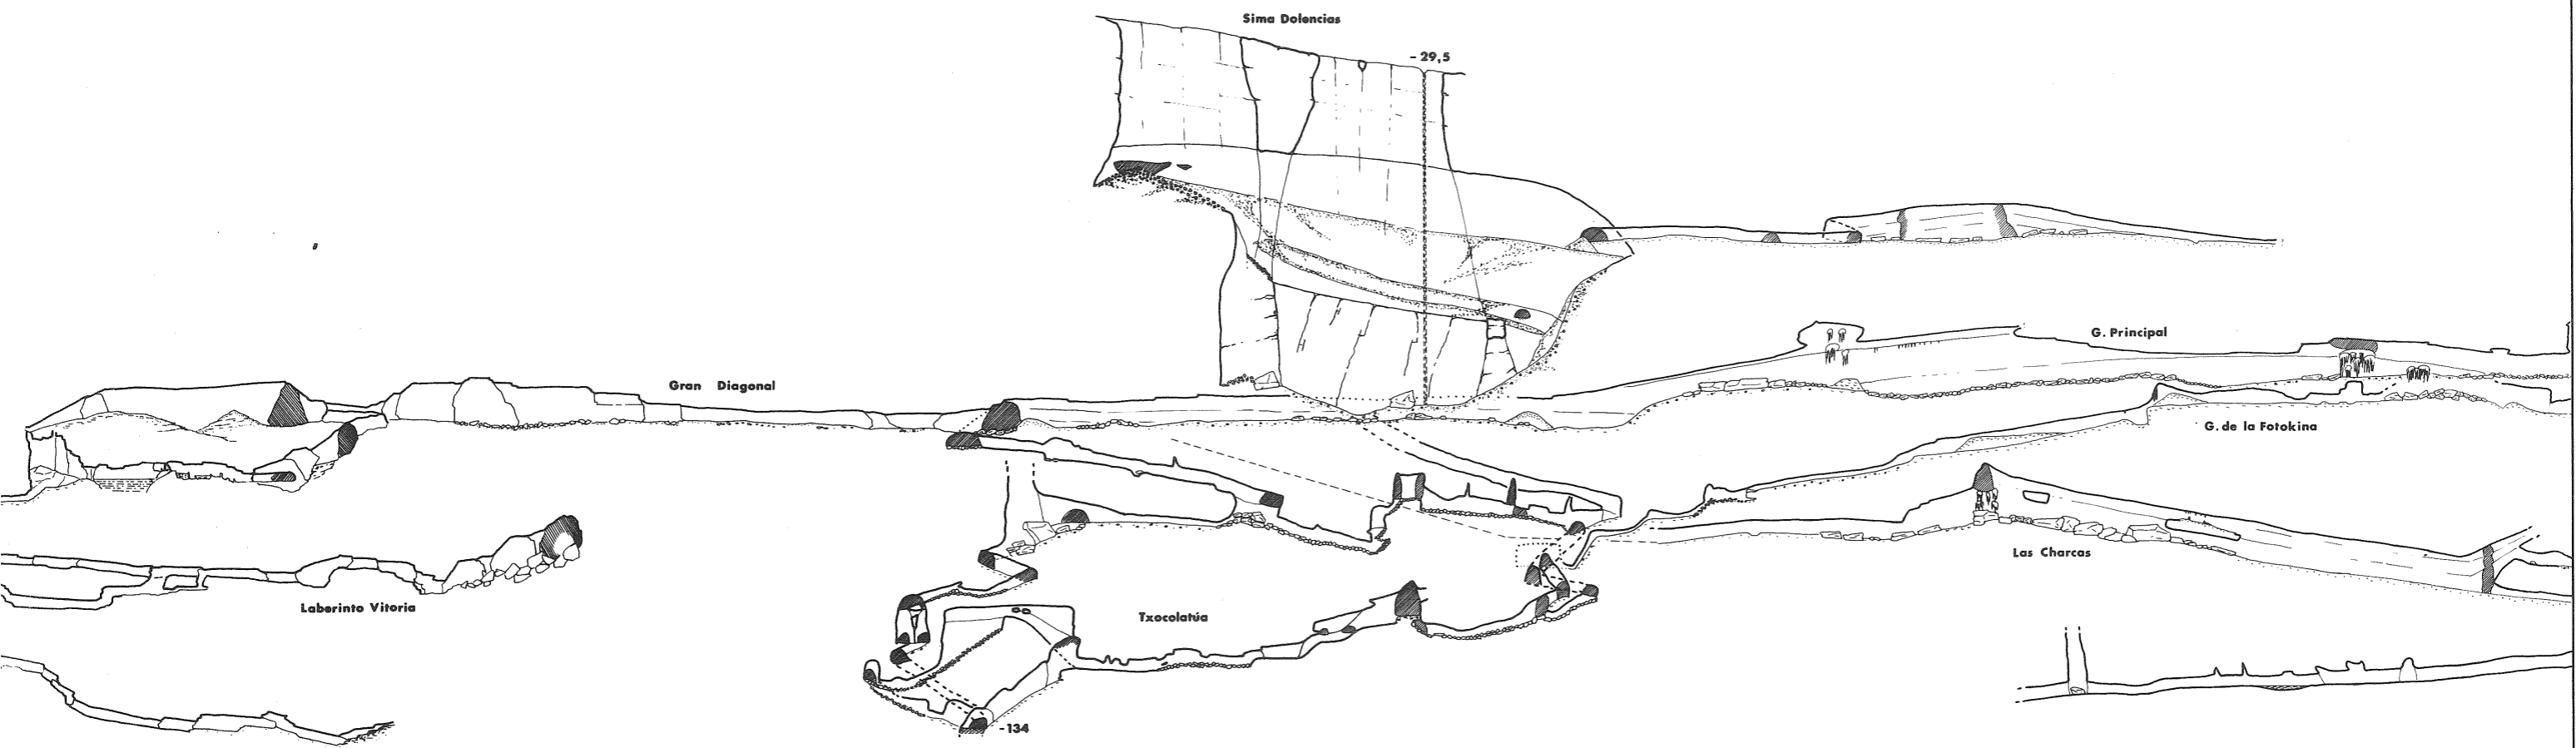 Sima Dolencias
- 29,5
G. Principal
Gran Diagonal
G. de la Fotokina
Las Charcas
Laberinto Vitoria
Txocolatúa
-134